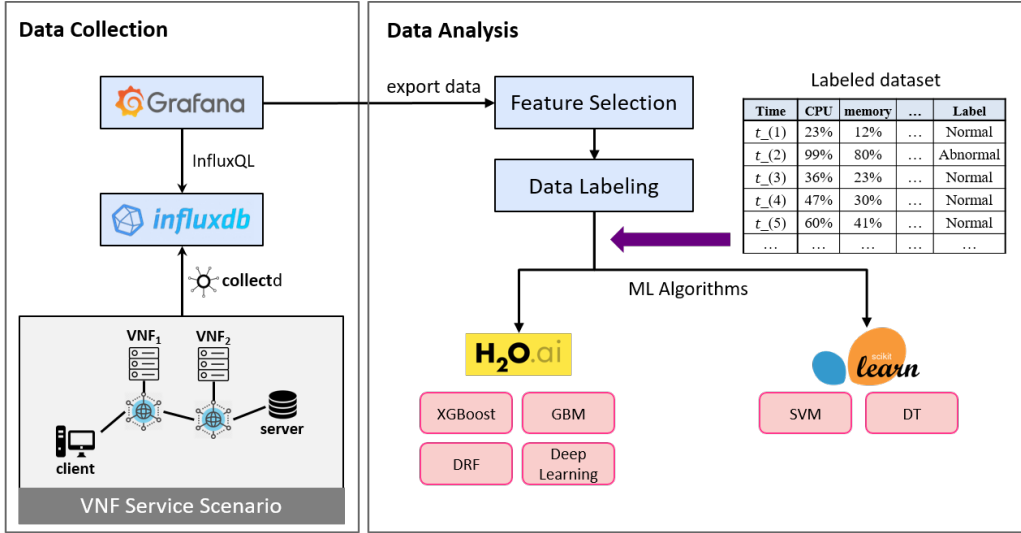 Data Collection
Grafana
InfluxQL
influxdb
collectd
VNF1
VNF2
client
server
VNF Service Scenario
Data Analysis
export data
Feature Selection
Data Labeling
Labeled dataset
Time CPU memory … Label
t_(1) 23% 12% … Normal
t_(2) 99% 80% … Abnormal
t_(3) 36% 23% … Normal
t_(4) 47% 30% … Normal
t_(5) 60% 41% … Normal
… … … … …
ML Algorithms
H2O.ai
XGBoost
GBM
DRF
Deep
Learning
scikit
learn
SVM
DT